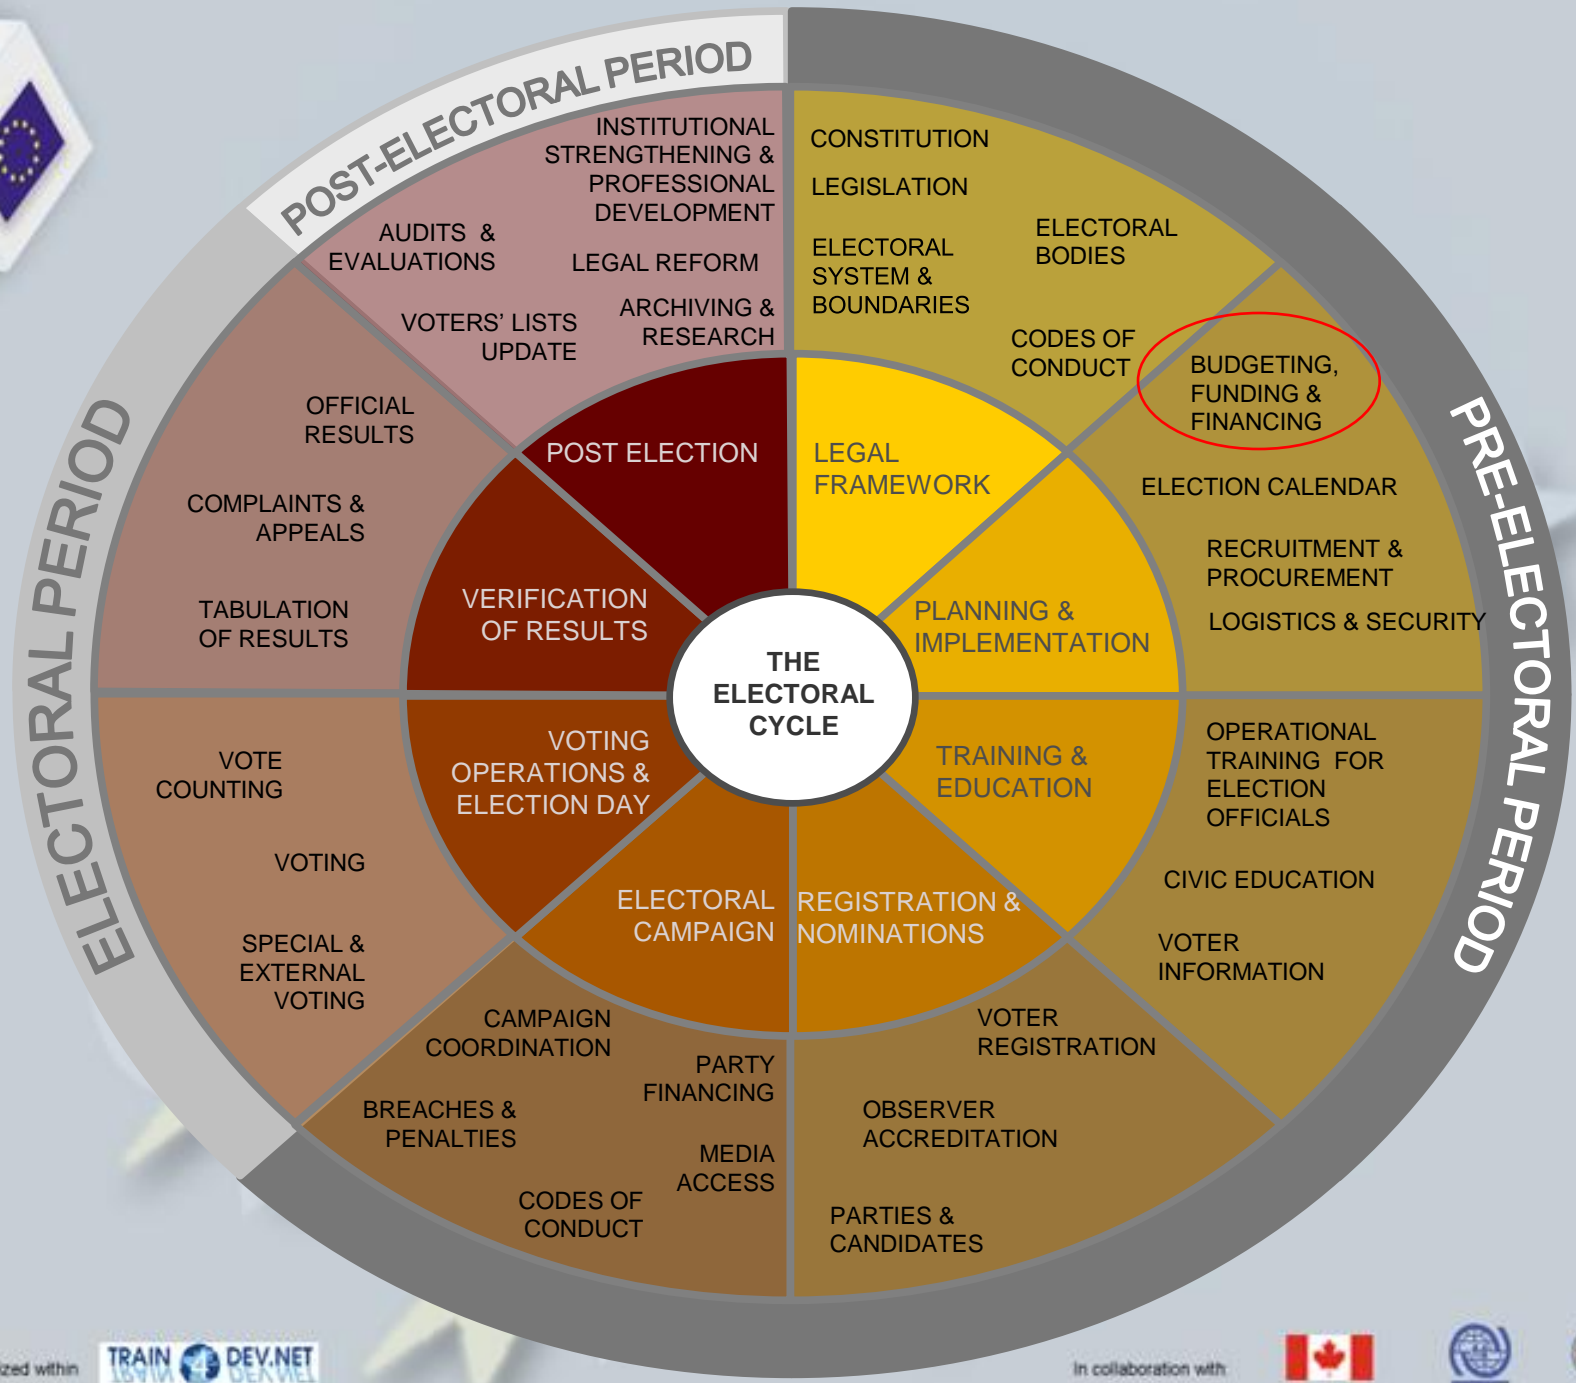 POST-ELECTORAL PERIOD
PRE-ELECTORAL PERIOD
ELECTORAL PERIOD
THE
ELECTORAL
CYCLE
LEGAL
FRAMEWORK
CONSTITUTION
LEGISLATION
ELECTORAL
SYSTEM &
BOUNDARIES
ELECTORAL
BODIES
CODES OF
CONDUCT
PLANNING &
IMPLEMENTATION
BUDGETING,
FUNDING &
FINANCING
ELECTION CALENDAR
RECRUITMENT &
PROCUREMENT
LOGISTICS & SECURITY
TRAINING &
EDUCATION
OPERATIONAL
TRAINING FOR
ELECTION
OFFICIALS
CIVIC EDUCATION
VOTER
INFORMATION
REGISTRATION &
NOMINATIONS
VOTER
REGISTRATION
OBSERVER
ACCREDITATION
PARTIES &
CANDIDATES
ELECTORAL
CAMPAIGN
CAMPAIGN
COORDINATION
PARTY
FINANCING
BREACHES &
PENALTIES
MEDIA
ACCESS
CODES OF
CONDUCT
VOTING
OPERATIONS &
ELECTION DAY
VOTE
COUNTING
VOTING
SPECIAL &
EXTERNAL
VOTING
VERIFICATION
OF RESULTS
OFFICIAL
RESULTS
COMPLAINTS &
APPEALS
TABULATION
OF RESULTS
POST ELECTION
INSTITUTIONAL
STRENGTHENING &
PROFESSIONAL
DEVELOPMENT
AUDITS &
EVALUATIONS
LEGAL REFORM
VOTERS' LISTS
UPDATE
ARCHIVING &
RESEARCH
within
TRAIN 4 DEV.NET
In collaboration with